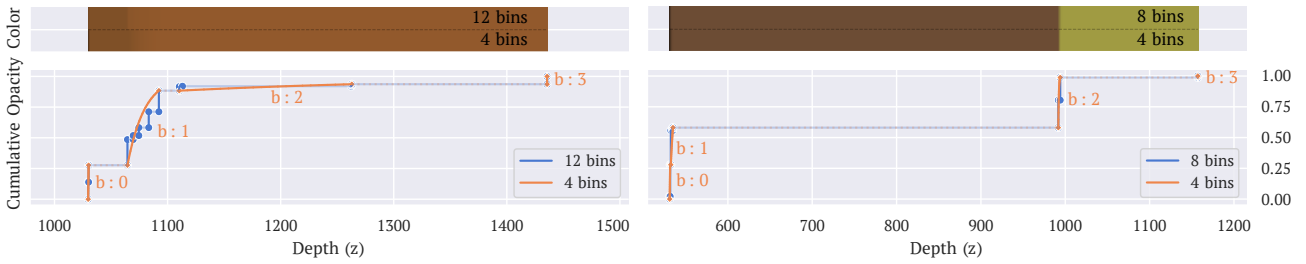 Color
12 bins
4 bins
8 bins
4 bins
Cumulative Opacity
b : 0
b : 1
b : 2
b : 3
12 bins
4 bins
1000 1100 1200 1300 1400 1500
Depth (z)
b : 0
b : 1
b : 2
b : 3
8 bins
4 bins
1.00
0.75
0.50
0.25
0.00
600 700 800 900 1000 1100 1200
Depth (z)